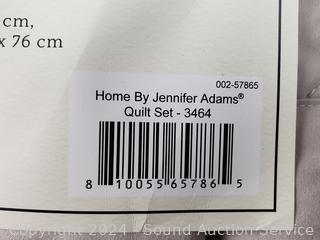 cm,
x 76 cm
002-57865
Home By Jennifer Adams®
Quilt Set - 3464
8 10055 65786 5
Copyright 2024 - Sound Auction Service